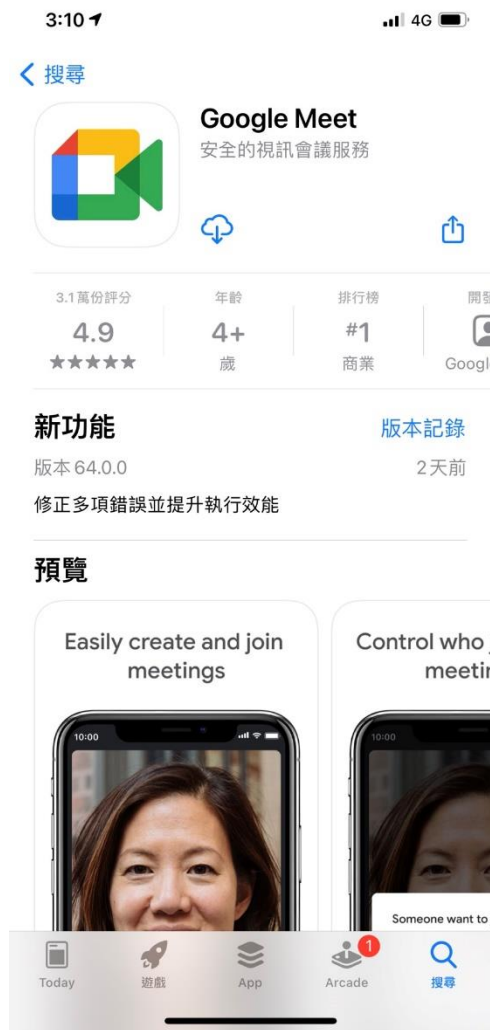 3:10
4G
搜尋
Google Meet
安全的視訊會議服務
3.1萬份評分
年齡
排行榜
4.9
4+
#1
★★★★★
歲
商業
新功能
版本記錄
版本 64.0.0
2天前
修正多項錯誤並提升執行效能
預覽
Easily create and join
meetings
Control who
10:00
10:00
Someone want to
1
Today
遊戲
App
Arcade
搜尋